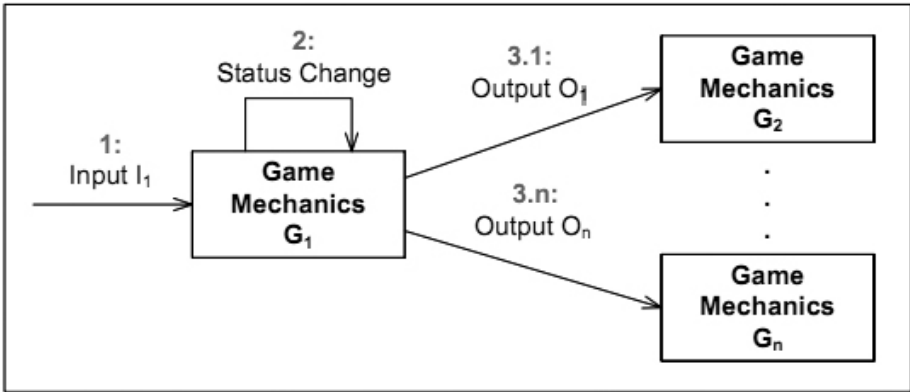 2:
Status Change
1:
Input I₁
Game
Mechanics
G₁
3.1:
Output O₁
3.n:
Output Oₙ
Game
Mechanics
G₂
.
.
.
Game
Mechanics
Gₙ